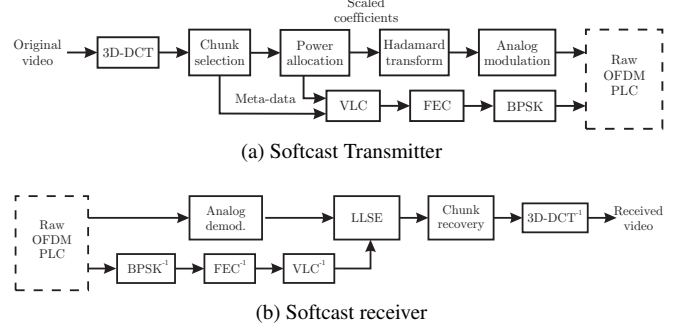 Scaled
coefficients
Original
video
3D-DCT
Chunk
selection
Power
allocation
Hadamard
transform
Analog
modulation
Raw
OFDM
PLC
Meta-data
VLC
FEC
BPSK
(a) Softcast Transmitter
Raw
OFDM
PLC
Analog
demod.
LLSE
Chunk
recovery
3D-DCT-1
Received
video
BPSK-1
FEC-1
VLC-1
(b) Softcast receiver